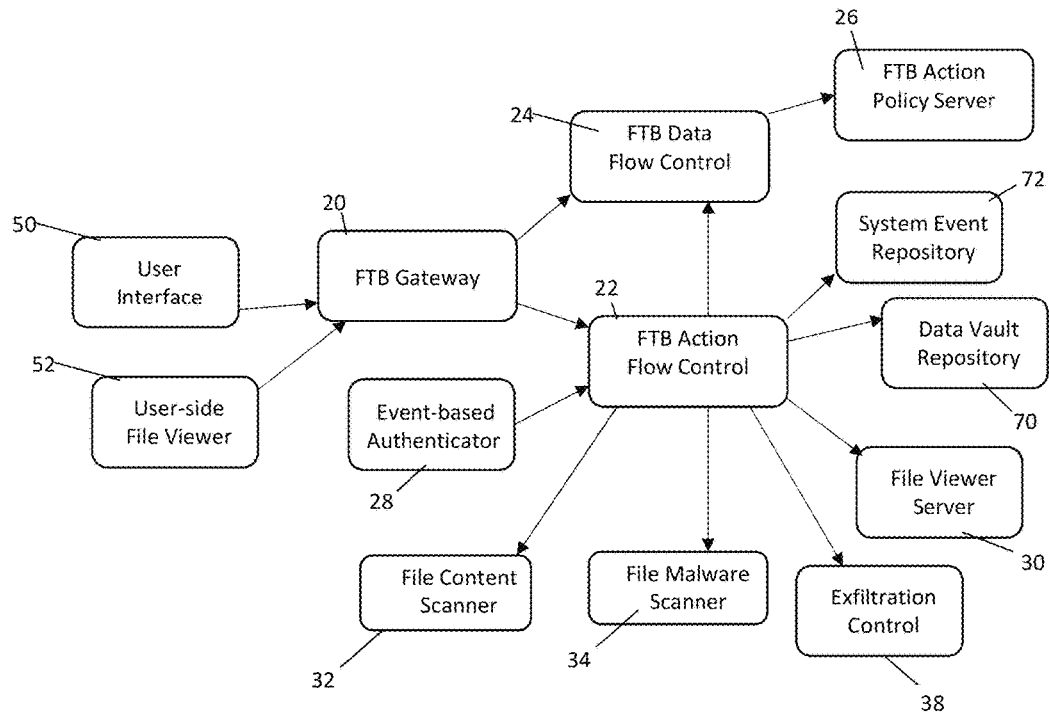 26
FTB Action
Policy Server
24
FTB Data
Flow Control
72
System Event
Repository
20
FTB Gateway
50
User
Interface
22
FTB Action
Flow Control
Data Vault
Repository
70
52
User-side
File Viewer
Event-based
Authenticator
28
File Viewer
Server
30
File Content
Scanner
32
File Malware
Scanner
34
Exfiltration
Control
38